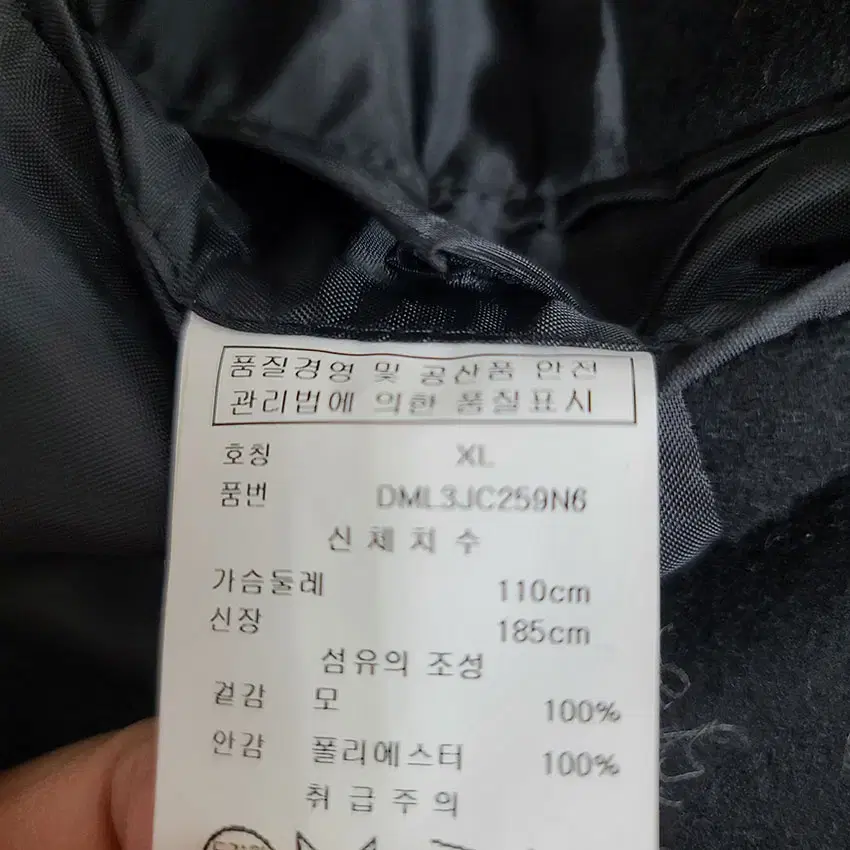 품질경영 및 공산품 안전
관리법에 의한 품질표시
호칭 XL
품번 DML3JC259N6
신체치수
가슴둘레 110cm
신장 185cm
섬유의 조성
겉감 모 100%
안감 폴리에스터 100%
취급주의